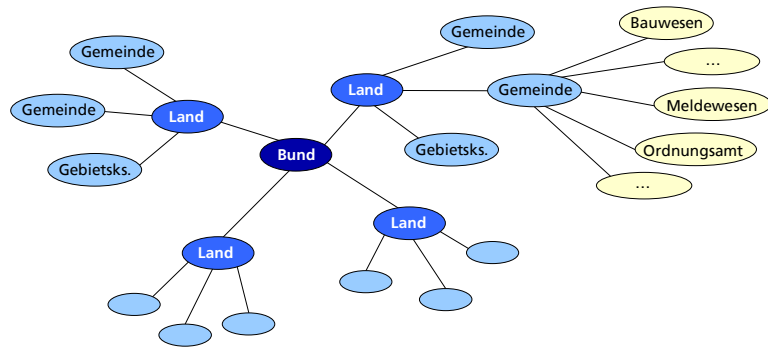 Bauwesen
Gemeinde
Gemeinde
...
Land
Gemeinde
Gemeinde
Meldewesen
Land
Gebietsks.
Ordnungsamt
Bund
Gebietsks.
...
Land
Land